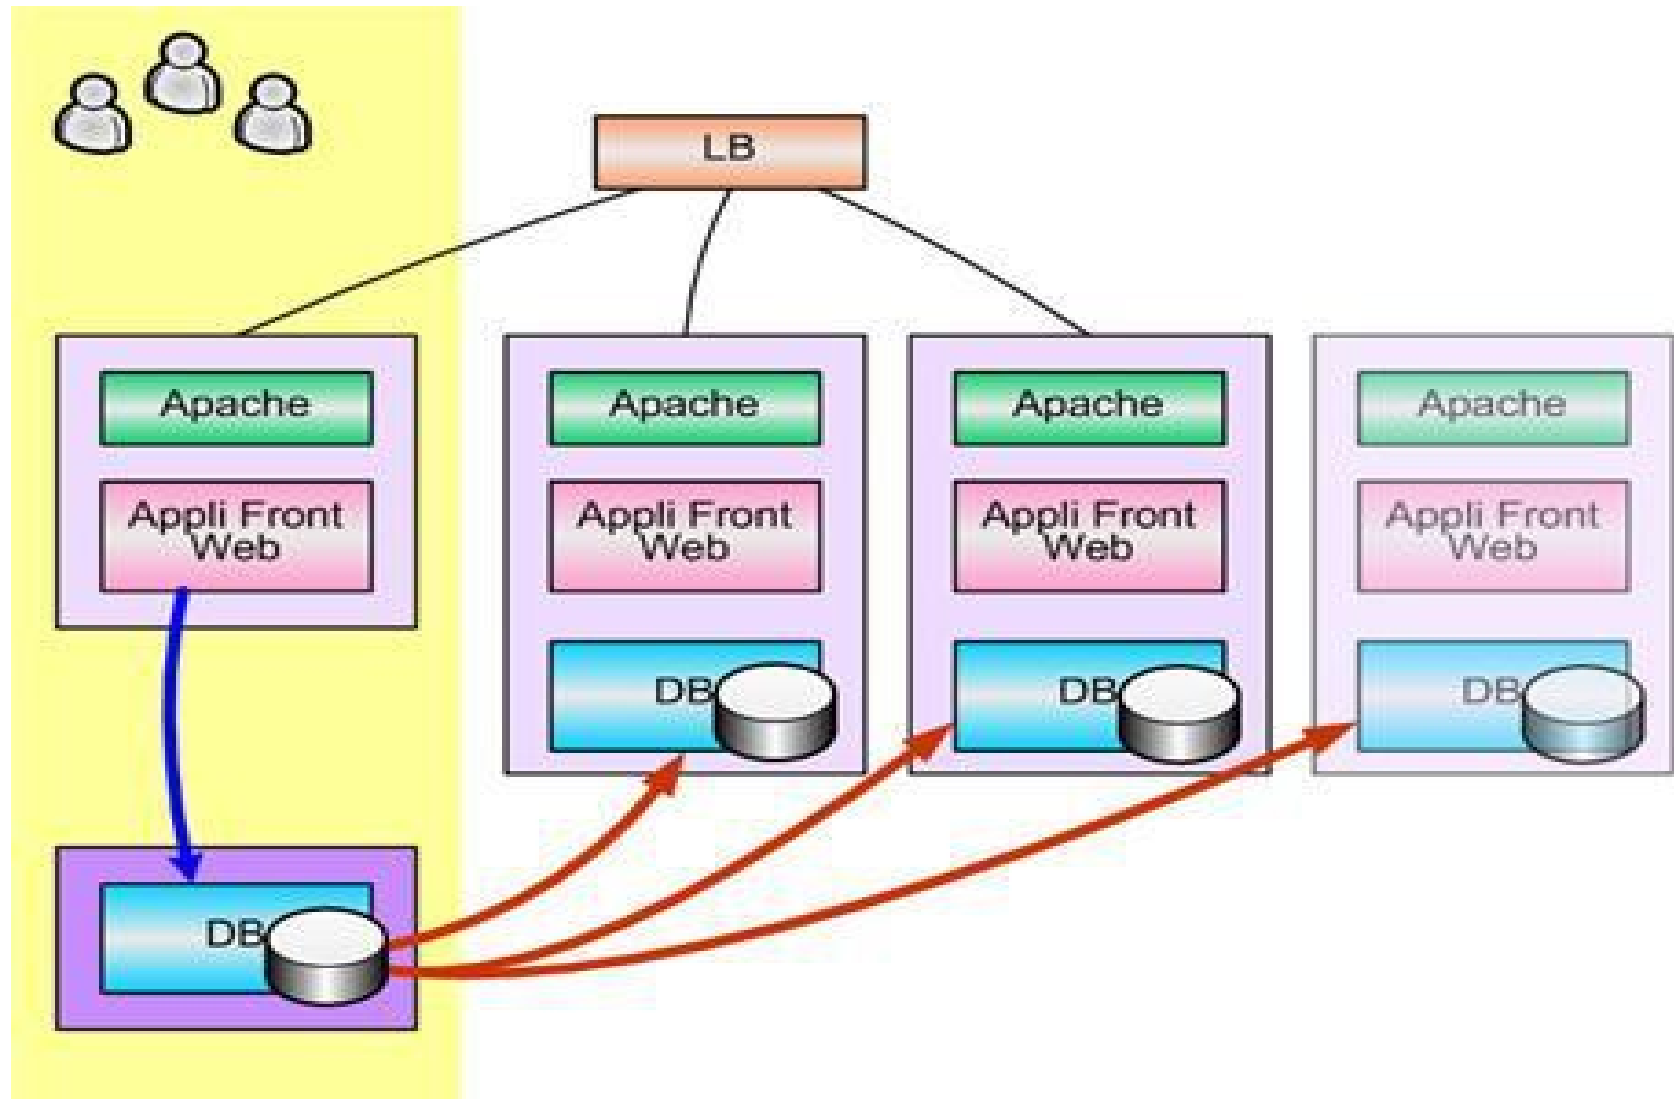 LB
Apache
Apache
Apache
Apache
Appli Front
Web
Appli Front
Web
Appli Front
Web
Appli Front
Web
DB
DB
DB
DB